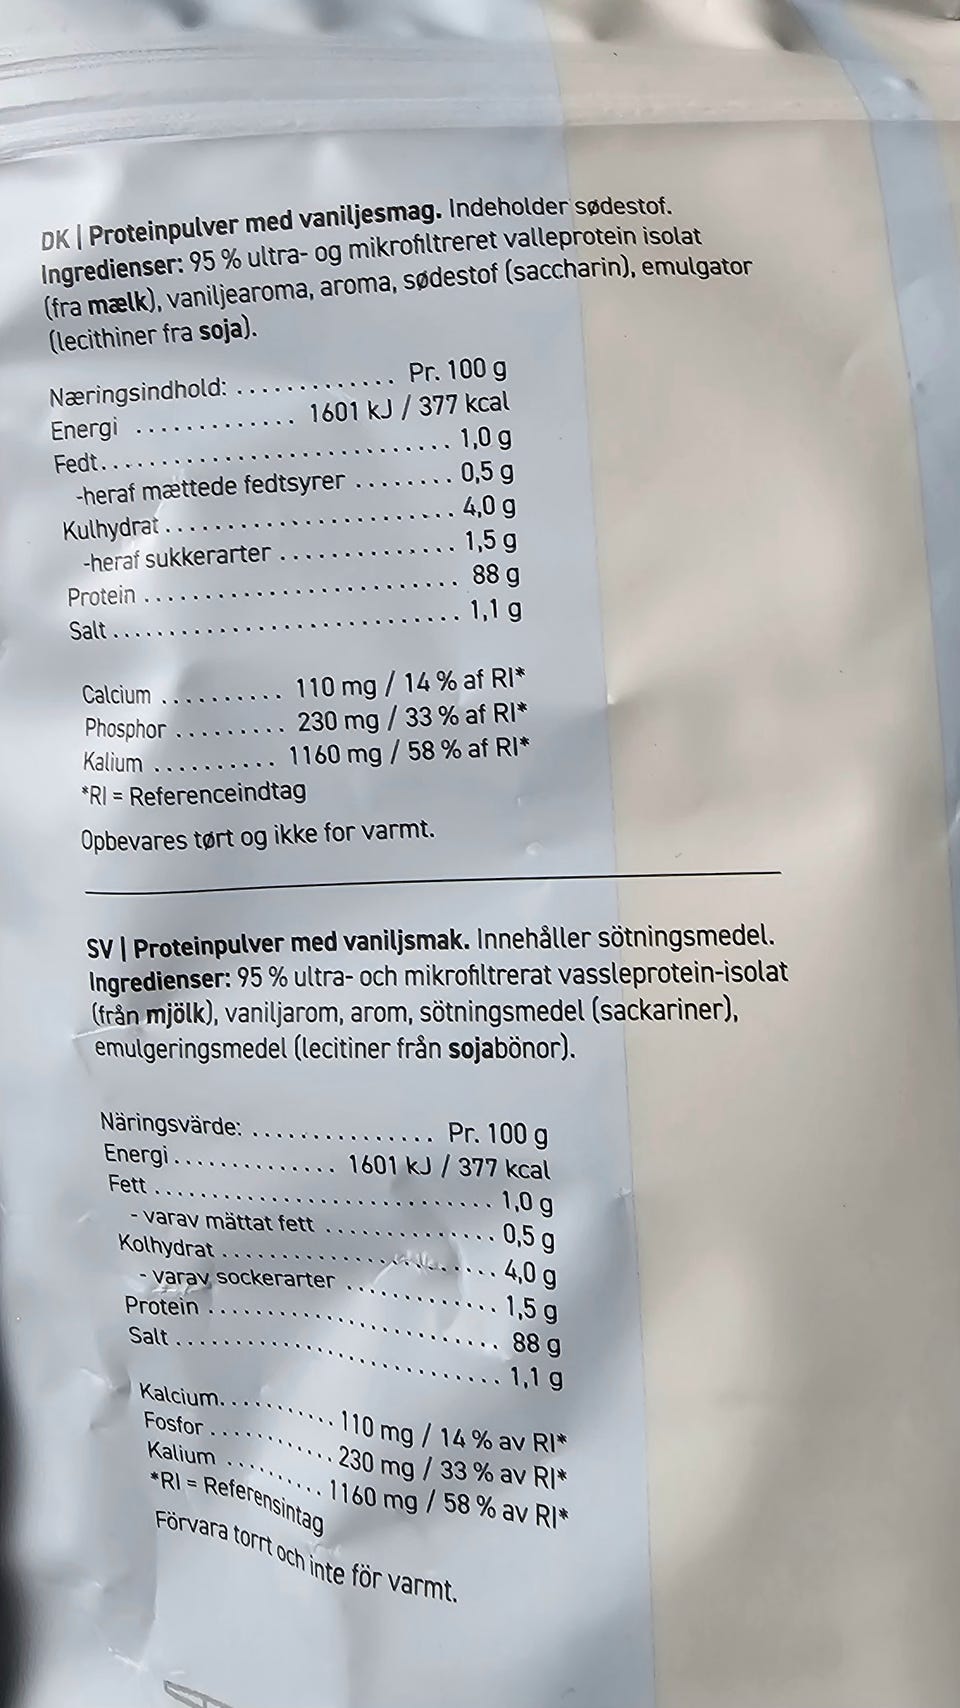 DK | Proteinpulver med vaniljesmag. Indeholder sødestof.
Ingredienser: 95 % ultra- og mikrofiltreret valleprotein isolat
(fra mælk), vaniljearoma, aroma, sødestof (saccharin), emulgator
(lecithiner fra soja).
Næringsindhold: ............. Pr. 100 g
Energi ............. 1601 kJ / 377 kcal
Fedt............................. 1,0 g
-heraf mættede fedtsyrer ........ 0,5 g
Kulhydrat ........................ 4,0 g
-heraf sukkerarter .............. 1,5 g
Protein .......................... 88 g
Salt ............................. 1,1 g
Calcium .......... 110 mg / 14 % af RI*
Phosphor ......... 230 mg / 33 % af RI*
Kalium .......... 1160 mg / 58 % af RI*
*RI = Referenceindtag
Opbevares tørt og ikke for varmt.
SV | Proteinpulver med vaniljsmak. Innehåller sötningsmedel.
Ingredienser: 95 % ultra- och mikrofiltrerat vassleprotein-isolat
(från mjölk), vaniljarom, arom, sötningsmedel (sackariner),
emulgeringsmedel (lecitiner från sojabönor).
Näringsvärde: ............... Pr. 100 g
Energi .............. 1601 kJ / 377 kcal
Fett ............................. 1,0 g
- varav mättat fett .............. 0,5 g
Kolhydrat ........................ 4,0 g
- varav sockerarter .............. 1,5 g
Protein .......................... 88 g
Salt ............................. 1,1 g
Kalcium........... 110 mg / 14 % av RI*
Fosfor ........... 230 mg / 33 % av RI*
Kalium .......... 1160 mg / 58 % av RI*
*RI = Referensintag
Förvara torrt och inte för varmt.